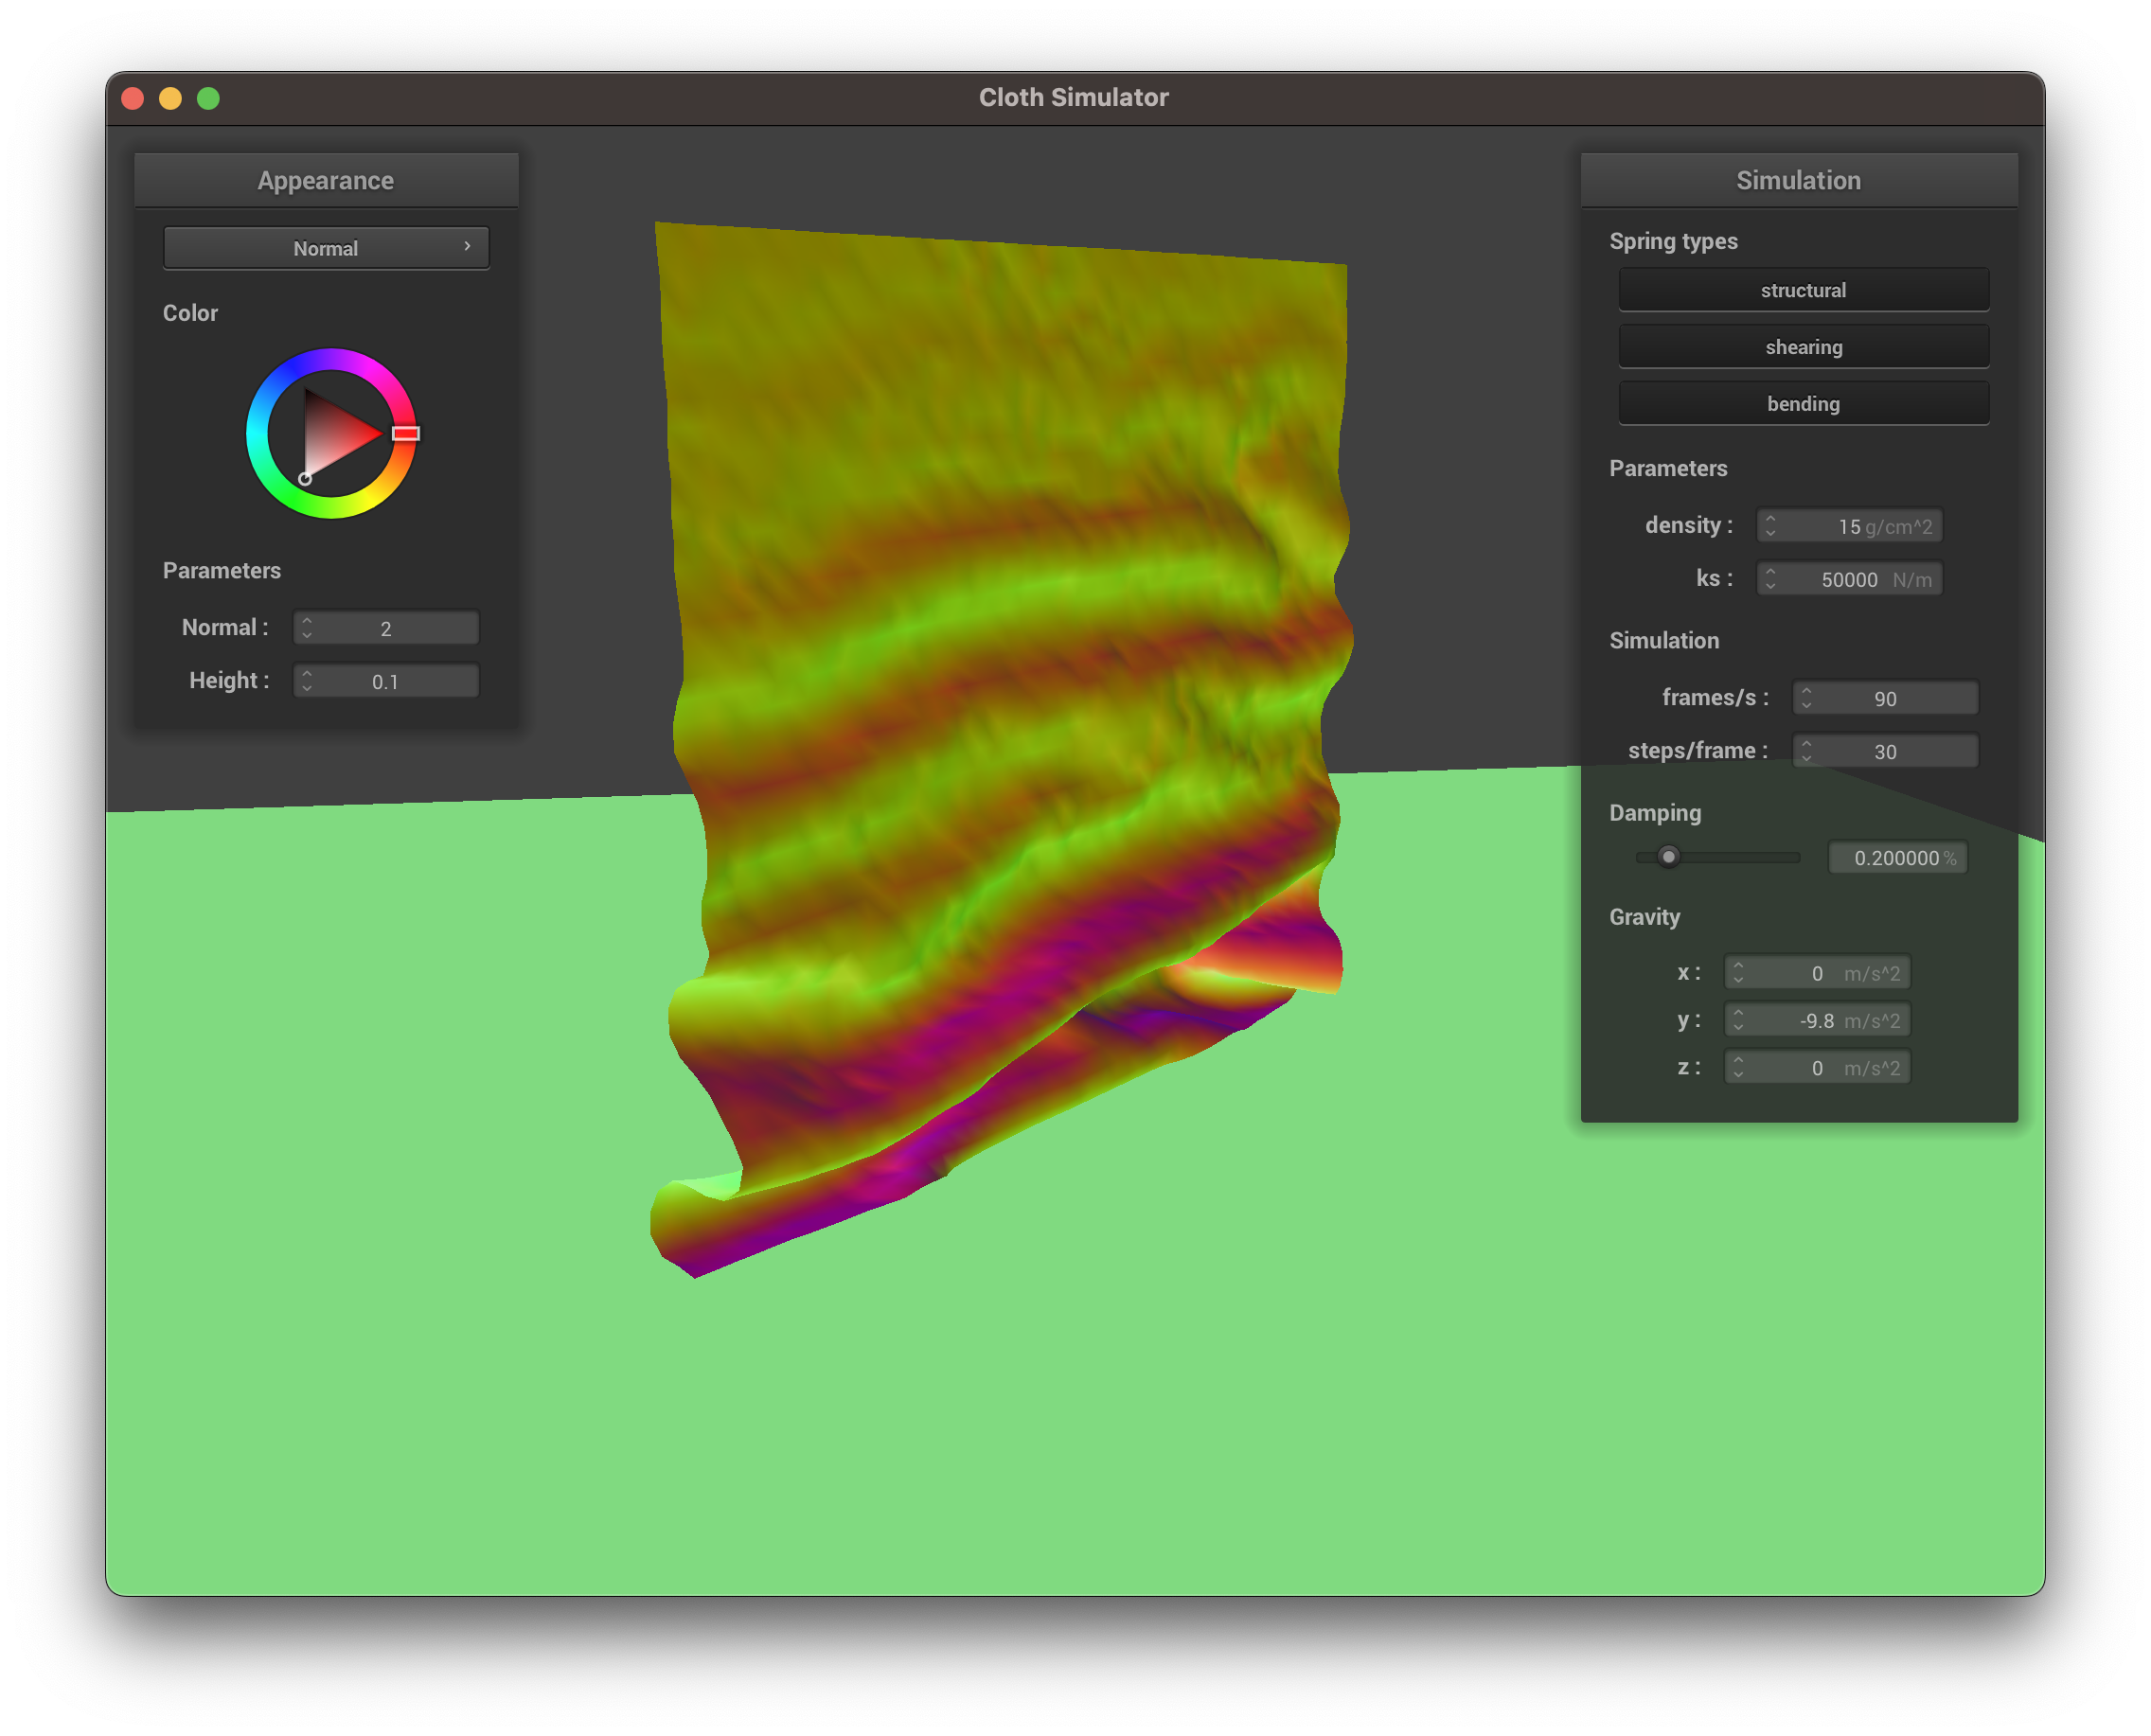 Cloth Simulator
Appearance
Normal
Color
Parameters
Normal : 2
Height : 0.1
Simulation
Spring types
structural
shearing
bending
Parameters
density : 15 g/cm^2
ks : 50000 N/m
Simulation
frames/s : 90
steps/frame : 30
Damping
0.200000 %
Gravity
x : 0 m/s^2
y : -9.8 m/s^2
z : 0 m/s^2